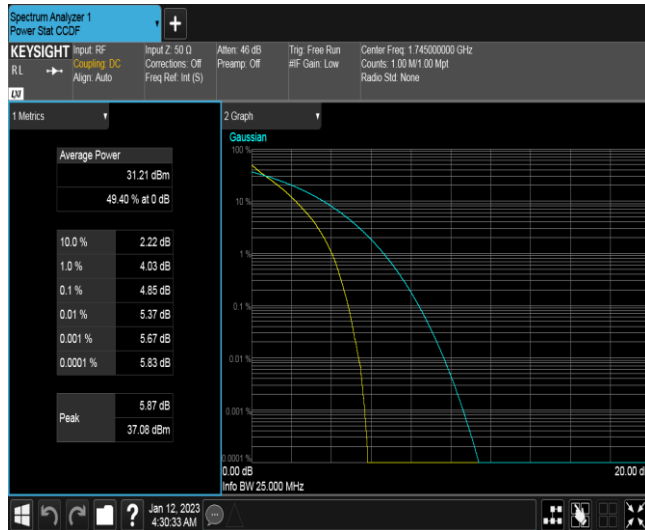 Spectrum Analyzer 1
Power Stat CCDF
+
KEYSIGHT
RL
LXI
Input: RF
Coupling: DC
Align: Auto
Input Z: 50 Ω
Corrections: Off
Freq Ref: Int (S)
Atten: 46 dB
Preamp: Off
Trig: Free Run
#IF Gain: Low
Center Freq: 1.745000000 GHz
Counts: 1.00 M/1.00 Mpt
Radio Std: None
1 Metrics
Average Power
31.21 dBm
49.40 % at 0 dB
10.0 % 2.22 dB
1.0 % 4.03 dB
0.1 % 4.85 dB
0.01 % 5.37 dB
0.001 % 5.67 dB
0.0001 % 5.83 dB
Peak
5.87 dB
37.08 dBm
2 Graph
Gaussian
100 %
10 %
1 %
0.1 %
0.01 %
0.001 %
0.0001 %
0.00 dB
20.00 d
Info BW 25.000 MHz
?
Jan 12, 2023
4:30:33 AM